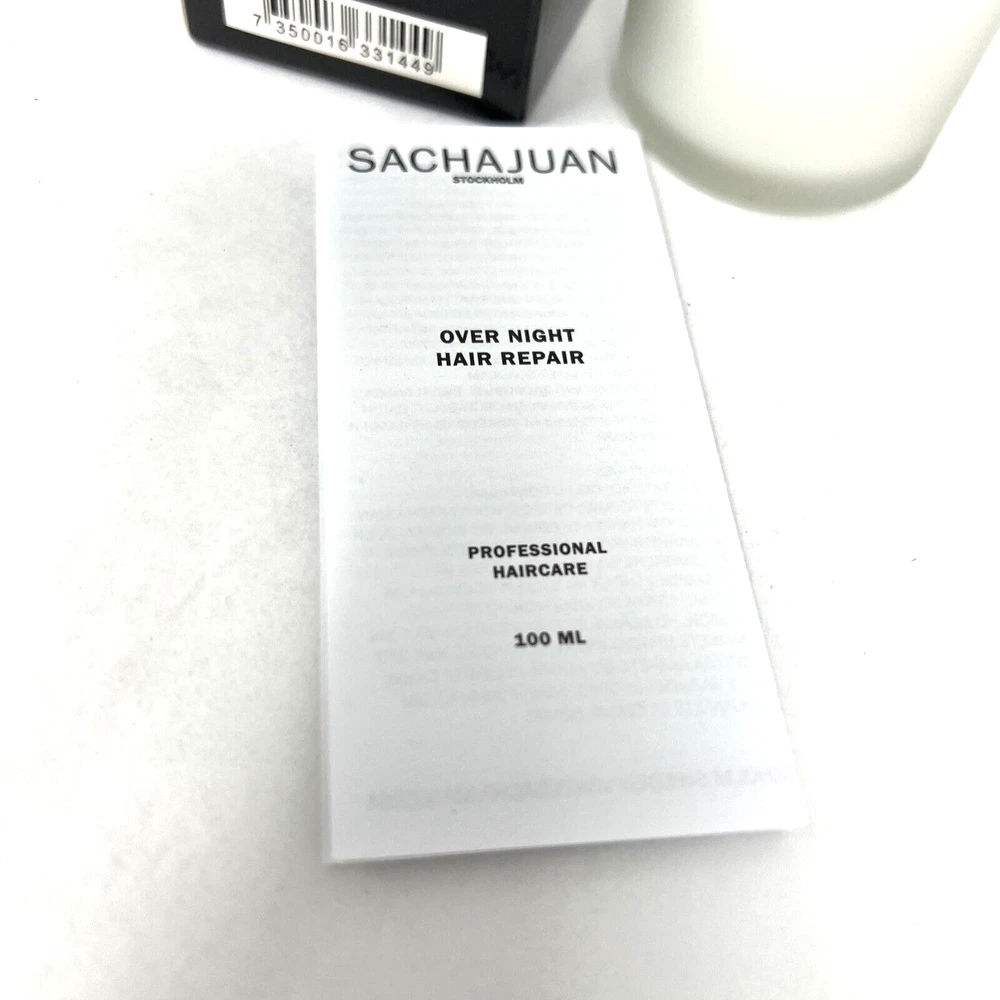 7 350016 331449
SACHAJUAN
STOCKHOLM
OVER NIGHT
HAIR REPAIR
PROFESSIONAL
HAIRCARE
100 ML